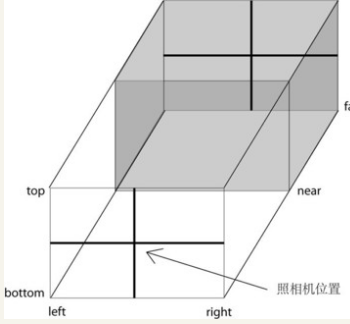 fa
top
near
bottom
照相机位置
left
right